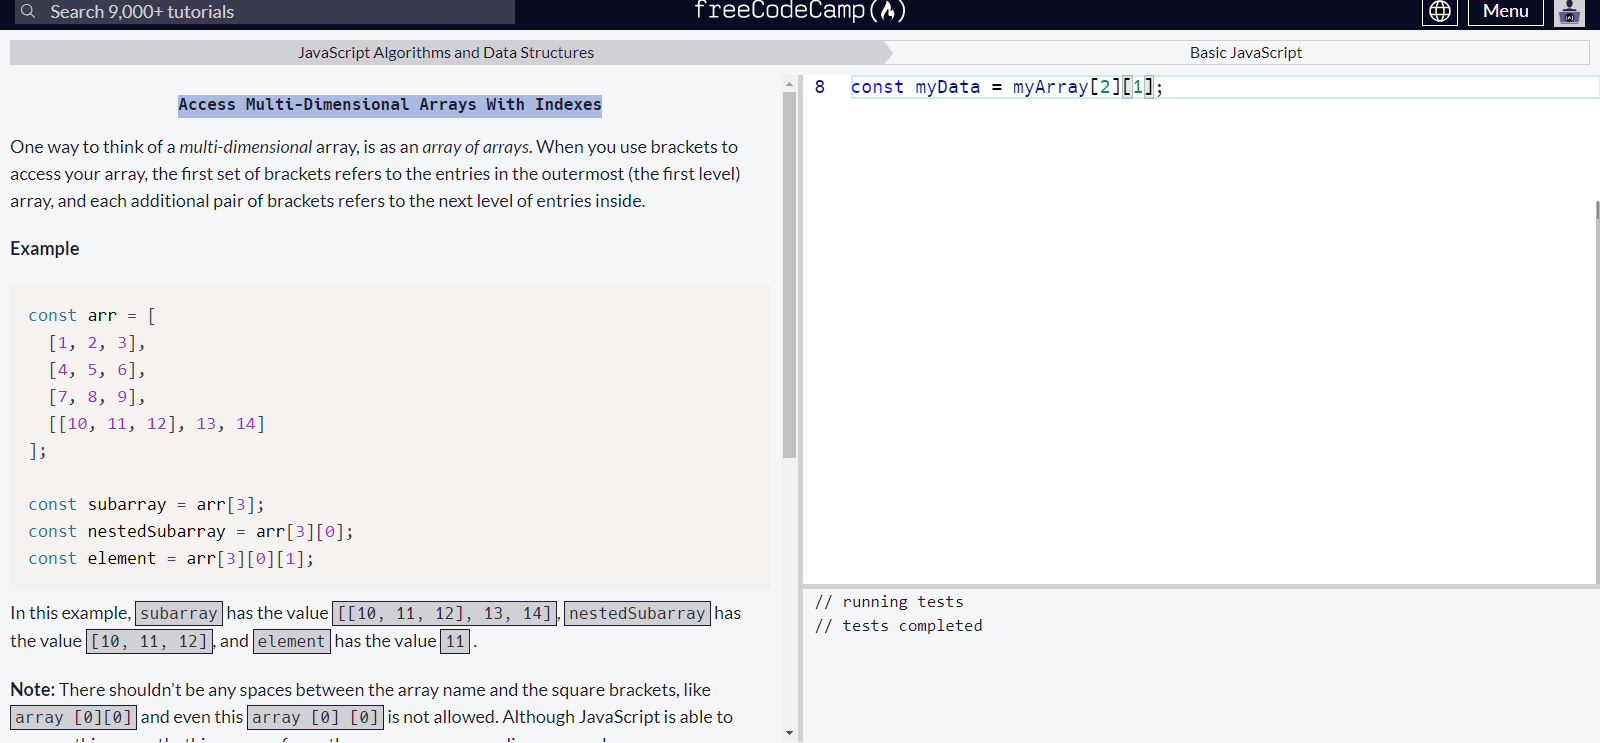 Search 9,000+ tutorials
freeCodeCamp
Menu
JavaScript Algorithms and Data Structures
Basic JavaScript
Access Multi-Dimensional Arrays With Indexes
One way to think of a multi-dimensional array, is as an array of arrays. When you use brackets to
access your array, the first set of brackets refers to the entries in the outermost (the first level)
array, and each additional pair of brackets refers to the next level of entries inside.
Example
const arr = [
[1, 2, 3],
[4, 5, 6],
[7, 8, 9],
[[10, 11, 12], 13, 14]
];
const subarray = arr[3];
const nestedSubarray = arr[3][0];
const element = arr[3][0][1];
In this example, subarray has the value [[10, 11, 12], 13, 14], nestedSubarray has
the value [10, 11, 12], and element has the value 11 .
Note: There shouldn't be any spaces between the array name and the square brackets, like
array [0][0] and even this array [0] [0] is not allowed. Although JavaScript is able to
8 const myData = myArray[2][1];
// running tests
// tests completed